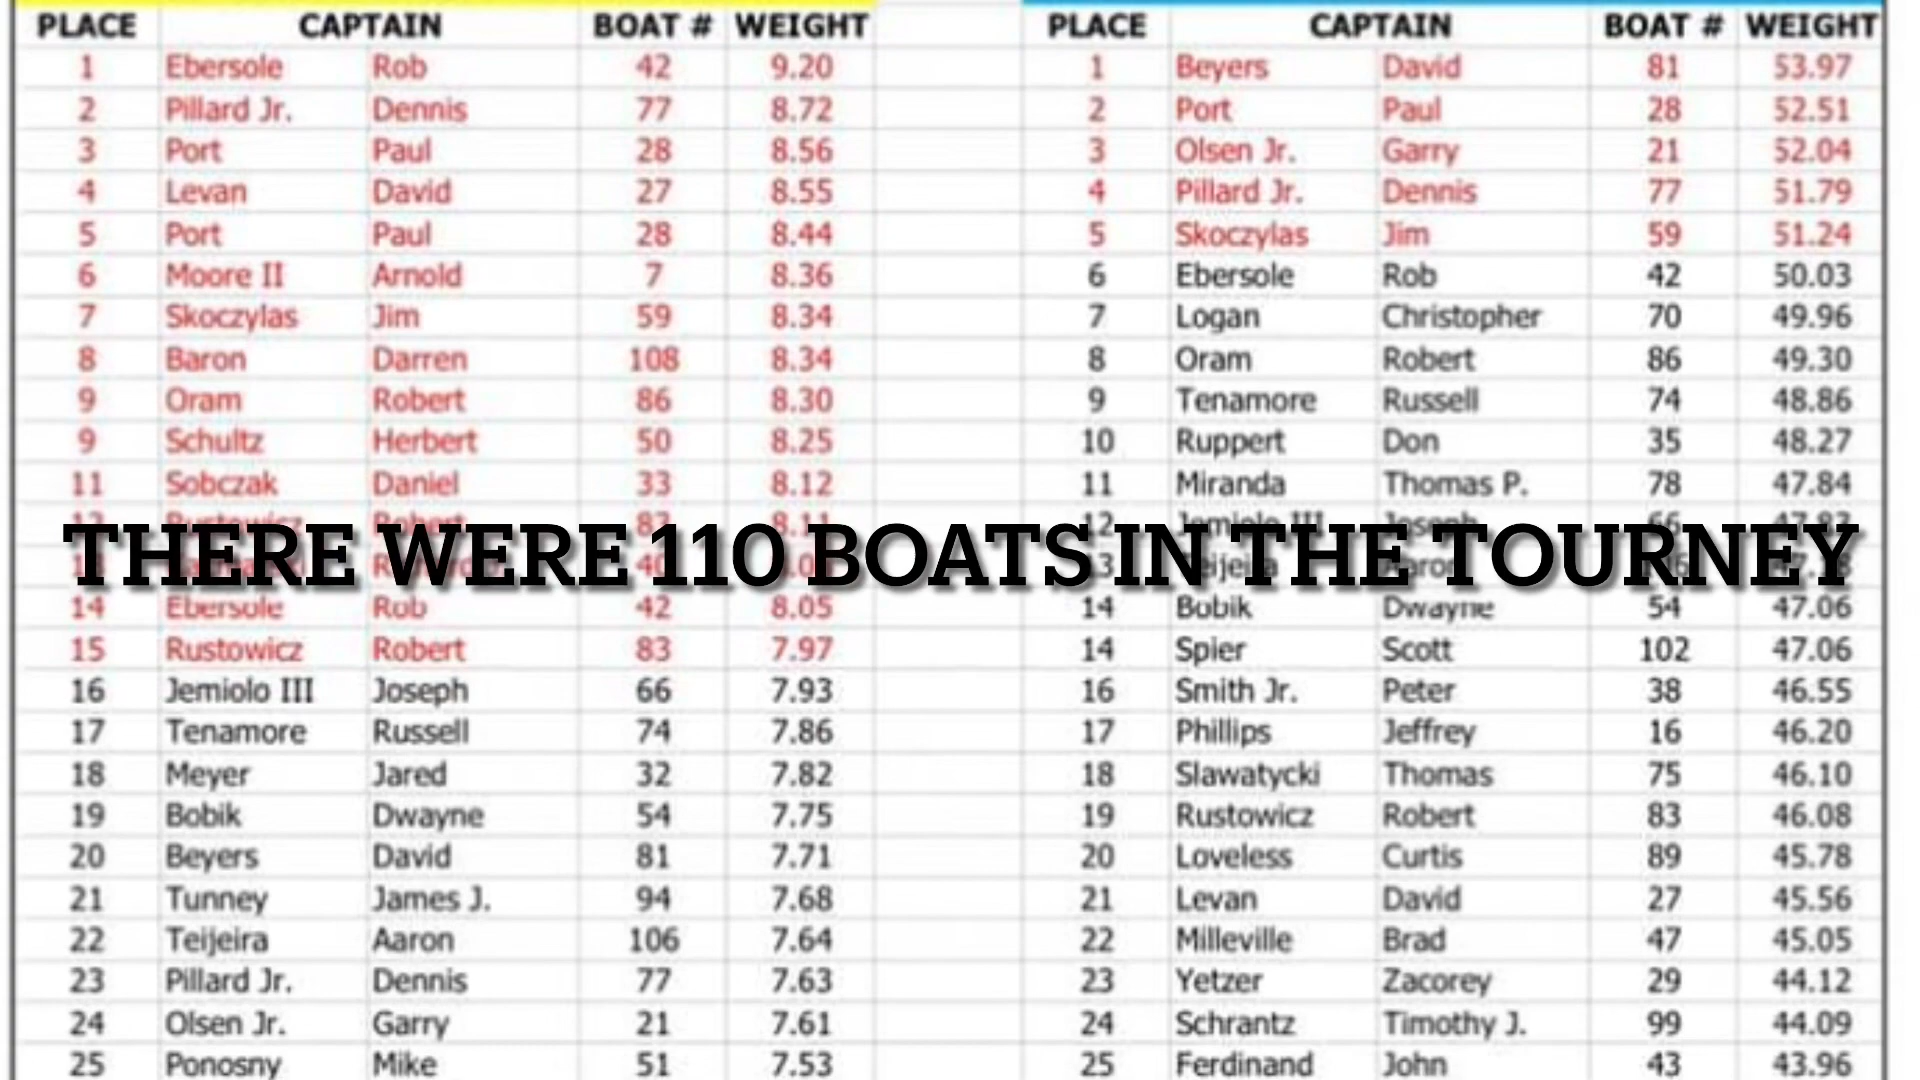 PLACE CAPTAIN BOAT # WEIGHT PLACE CAPTAIN BOAT # WEIGHT
1 Ebersole Rob 42 9.20 1 Beyers David 81 53.97
2 Pillard Jr. Dennis 77 8.72 2 Port Paul 28 52.51
3 Port Paul 28 8.56 3 Olsen Jr. Garry 21 52.04
4 Levan David 27 8.55 4 Pillard Jr. Dennis 77 51.79
5 Port Paul 28 8.44 5 Skoczylas Jim 59 51.24
6 Moore II Arnold 7 8.36 6 Ebersole Rob 42 50.03
7 Skoczylas Jim 59 8.34 7 Logan Christopher 70 49.96
8 Baron Darren 108 8.34 8 Oram Robert 86 49.30
9 Oram Robert 86 8.30 9 Tenamore Russell 74 48.86
9 Schultz Herbert 50 8.25 10 Ruppert Don 35 48.27
11 Sobczak Daniel 33 8.12 11 Miranda Thomas P. 78 47.84
12 Rustowicz Robert 83 8.11 12 Jemiolo III Joseph 66 47.83
THERE WERE 110 BOATS IN THE TOURNEY
14 Ebersole Rob 42 8.05 14 Bobik Dwayne 54 47.06
15 Rustowicz Robert 83 7.97 14 Spier Scott 102 47.06
16 Jemiolo III Joseph 66 7.93 16 Smith Jr. Peter 38 46.55
17 Tenamore Russell 74 7.86 17 Phillips Jeffrey 16 46.20
18 Meyer Jared 32 7.82 18 Slawatycki Thomas 75 46.10
19 Bobik Dwayne 54 7.75 19 Rustowicz Robert 83 46.08
20 Beyers David 81 7.71 20 Loveless Curtis 89 45.78
21 Tunney James J. 94 7.68 21 Levan David 27 45.56
22 Teijeira Aaron 106 7.64 22 Milleville Brad 47 45.05
23 Pillard Jr. Dennis 77 7.63 23 Yetzer Zacorey 29 44.12
24 Olsen Jr. Garry 21 7.61 24 Schrantz Timothy J. 99 44.09
25 Ponosny Mike 51 7.53 25 Ferdinand John 43 43.96